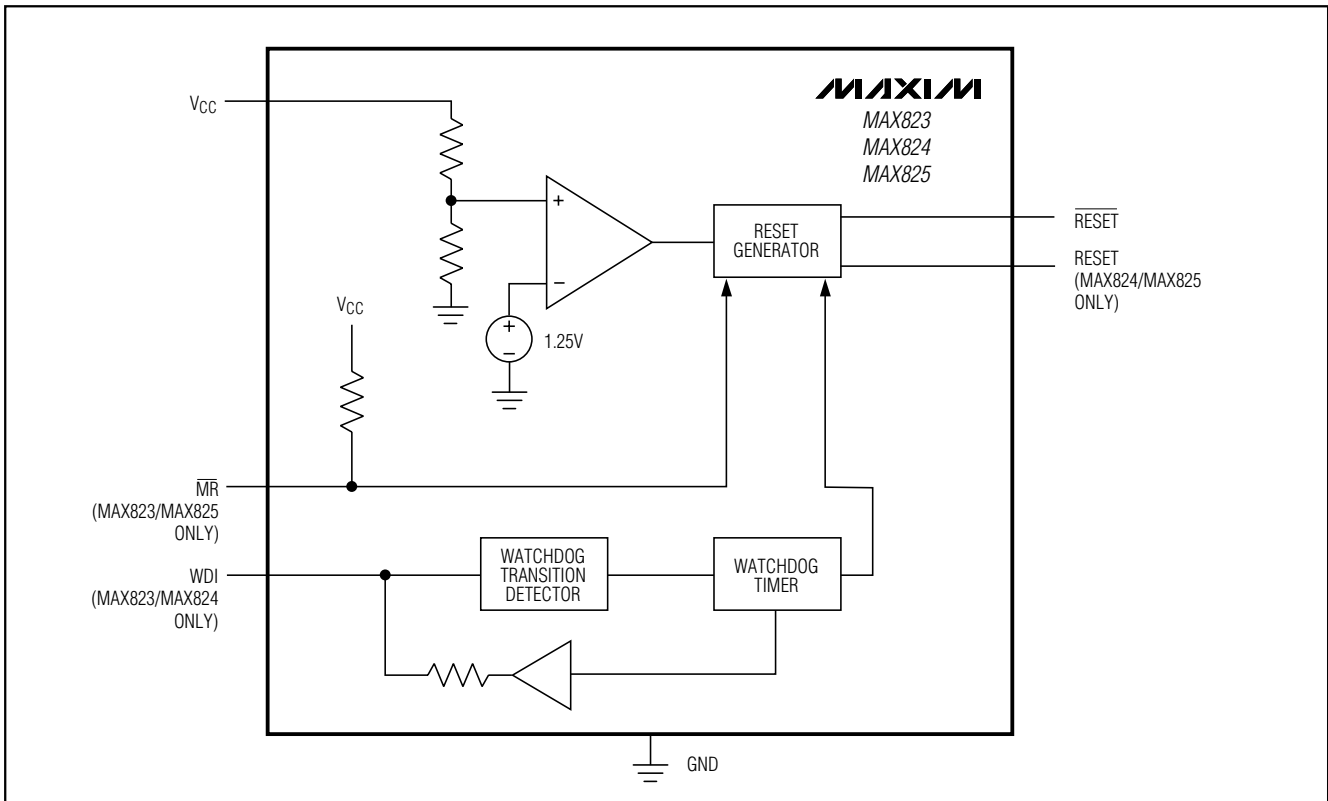 MAXIM
MAX823
MAX824
MAX825
VCC
+
−
RESET
GENERATOR
RESET
RESET
(MAX824/MAX825
ONLY)
VCC
+
−
1.25V
MR
(MAX823/MAX825
ONLY)
WDI
(MAX823/MAX824
ONLY)
WATCHDOG
TRANSITION
DETECTOR
WATCHDOG
TIMER
GND